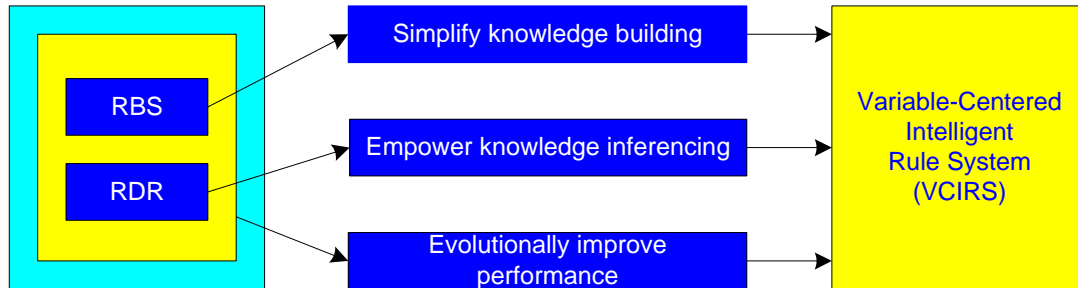 RBS
RDR
Simplify knowledge building
Empower knowledge inferencing
Evolutionally improve
performance
Variable-Centered
Intelligent
Rule System
(VCIRS)